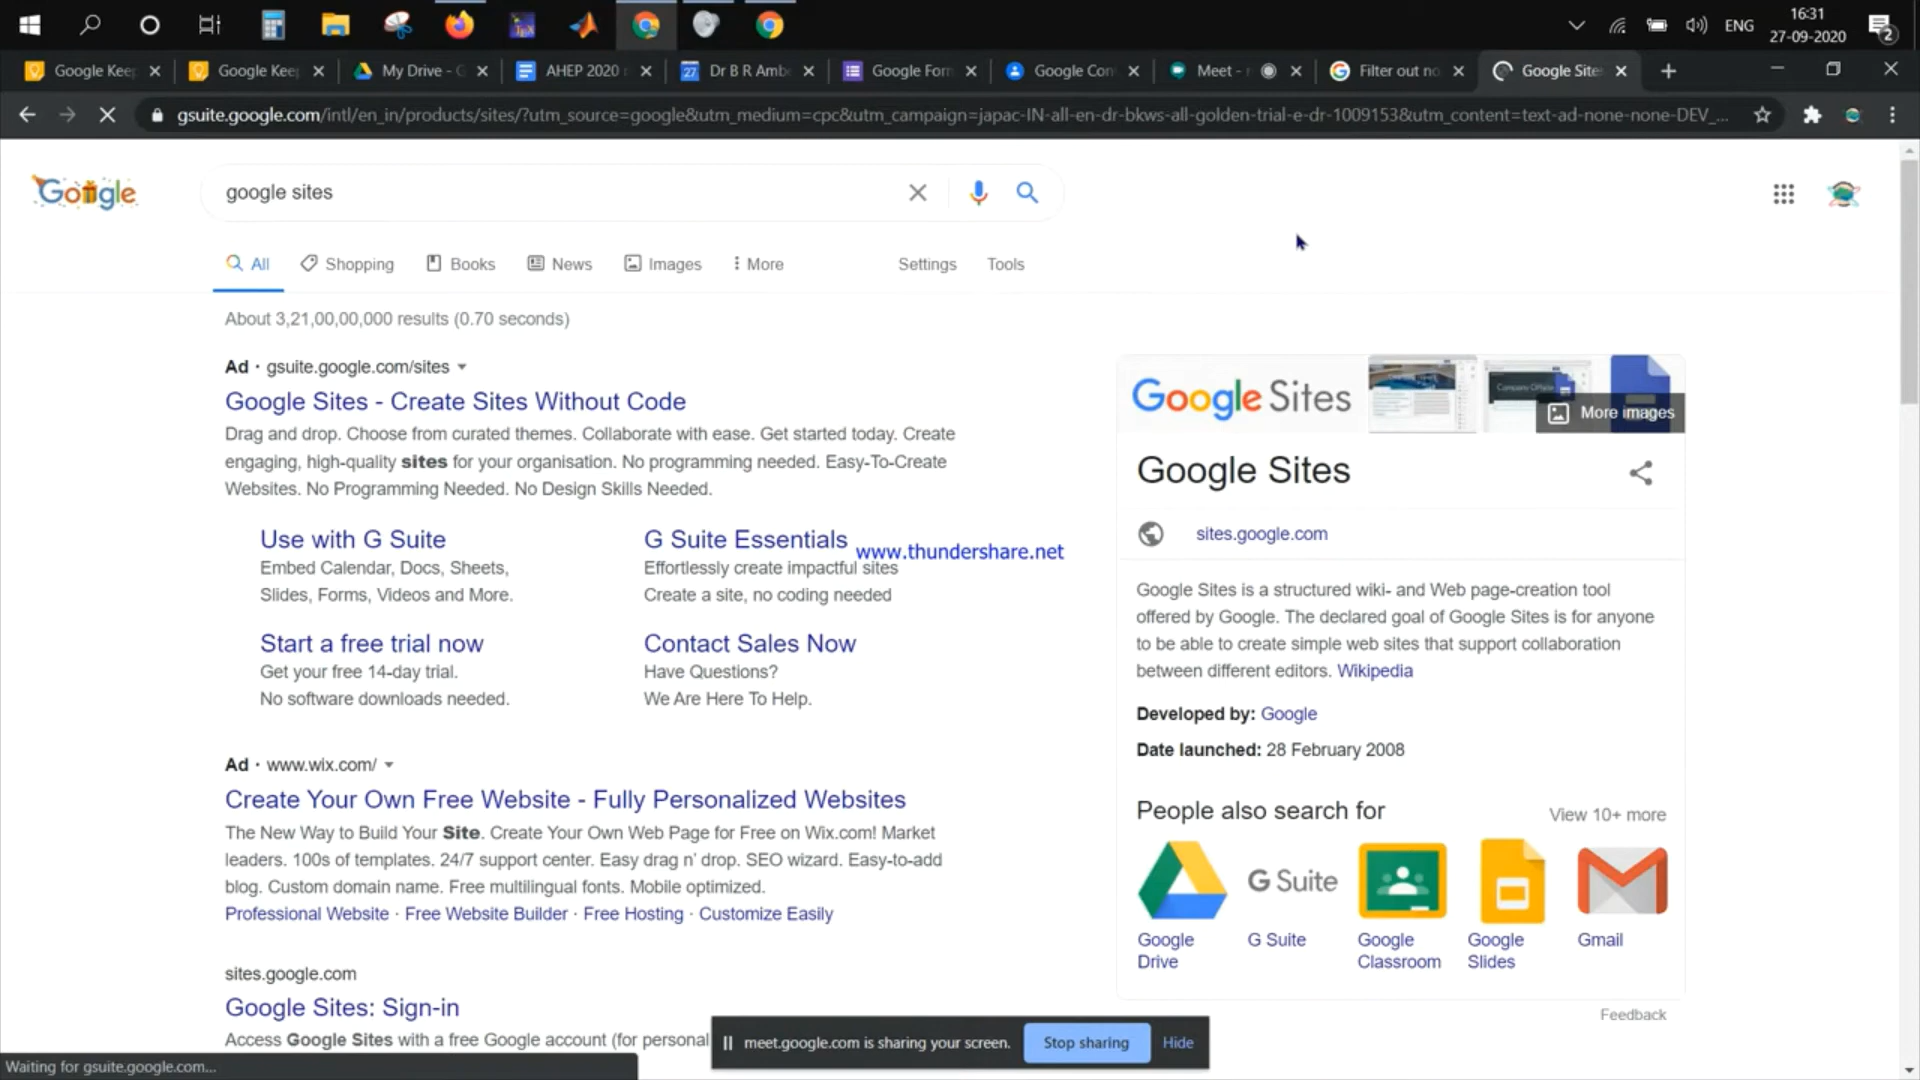 16:31
ENG
27-09-2020
2
Google Kee
Google Kee
My Drive - G
AHEP 2020
27 Dr B R Amb
Google For
Google Con
Meet -
Filter out no
Google Site
gsuite.google.com/intl/en_in/products/sites/?utm_source=google&utm_medium=cpc&utm_campaign=japac-IN-all-en-dr-bkws-all-golden-trial-e-dr-1009153&utm_content=text-ad-none-none-DEV_...
Google
google sites
All
Shopping
Books
News
Images
More
Settings
Tools
About 3,21,00,00,000 results (0.70 seconds)
Ad · gsuite.google.com/sites
Google Sites - Create Sites Without Code
Drag and drop. Choose from curated themes. Collaborate with ease. Get started today. Create
engaging, high-quality sites for your organisation. No programming needed. Easy-To-Create
Websites. No Programming Needed. No Design Skills Needed.
Use with G Suite
Embed Calendar, Docs, Sheets,
Slides, Forms, Videos and More.
G Suite Essentials
Effortlessly create impactful sites
Create a site, no coding needed
www.thundershare.net
Start a free trial now
Get your free 14-day trial.
No software downloads needed.
Contact Sales Now
Have Questions?
We Are Here To Help.
Ad · www.wix.com/
Create Your Own Free Website - Fully Personalized Websites
The New Way to Build Your Site. Create Your Own Web Page for Free on Wix.com! Market
leaders. 100s of templates. 24/7 support center. Easy drag n' drop. SEO wizard. Easy-to-add
blog. Custom domain name. Free multilingual fonts. Mobile optimized.
Professional Website · Free Website Builder · Free Hosting · Customize Easily
sites.google.com
Google Sites: Sign-in
Access Google Sites with a free Google account (for personal
Google Sites
Company Offsite
More images
Google Sites
sites.google.com
Google Sites is a structured wiki- and Web page-creation tool
offered by Google. The declared goal of Google Sites is for anyone
to be able to create simple web sites that support collaboration
between different editors. Wikipedia
Developed by: Google
Date launched: 28 February 2008
People also search for
View 10+ more
G Suite
Google Drive
G Suite
Google Classroom
Google Slides
Gmail
Feedback
meet.google.com is sharing your screen.
Stop sharing
Hide
Waiting for gsuite.google.com...